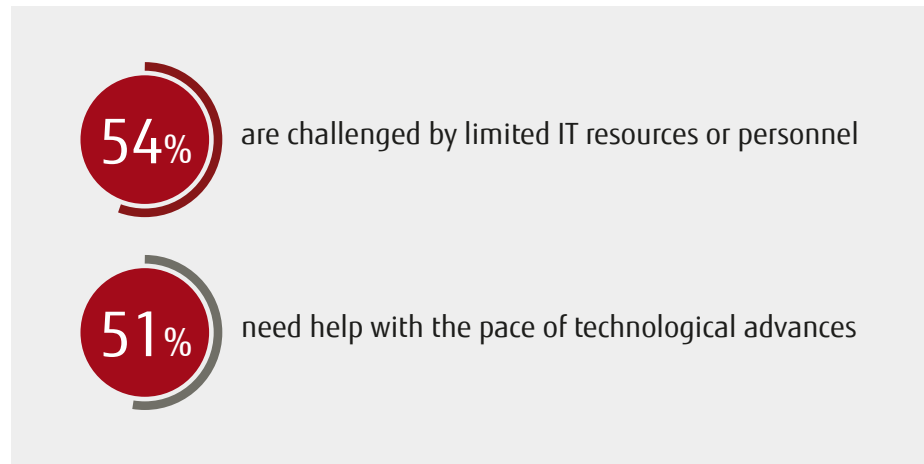 54% are challenged by limited IT resources or personnel
51% need help with the pace of technological advances